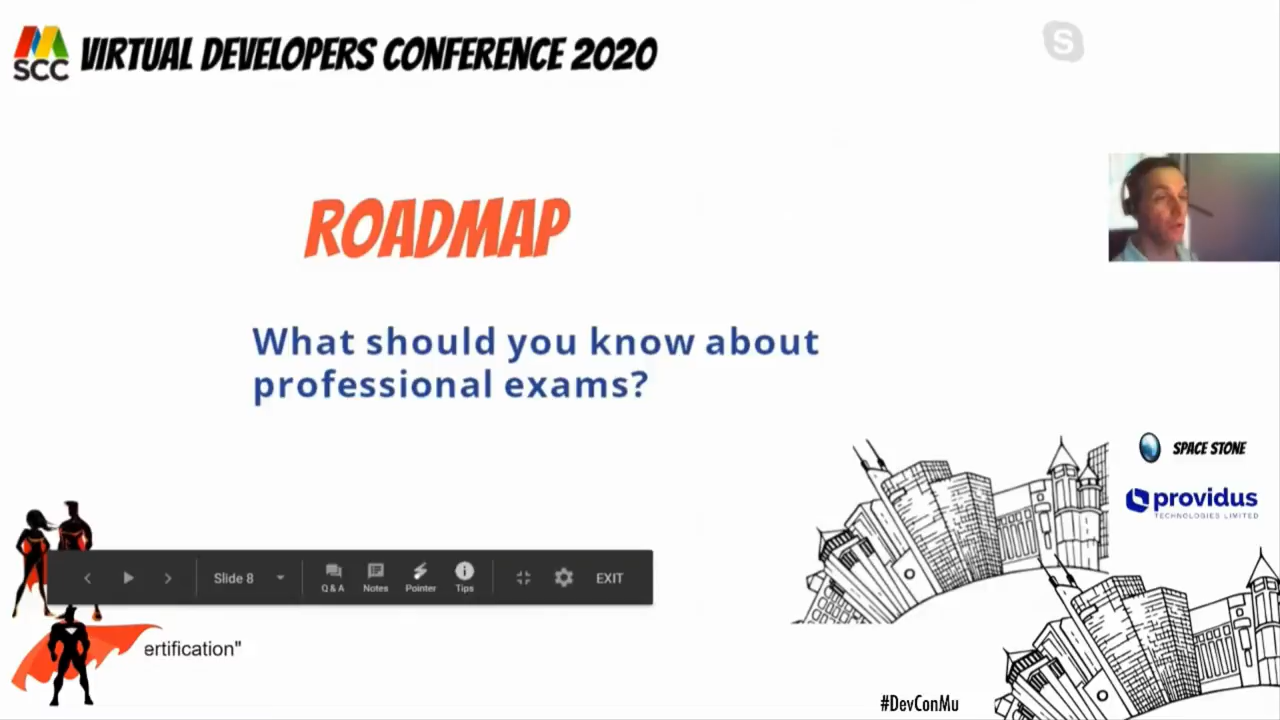 MSCC VIRTUAL DEVELOPERS CONFERENCE 2020
S
ROADMAP
What should you know about
professional exams?
SPACE STONE
providus
TECHNOLOGIES LIMITED
Slide 8
Q & A
Notes
Pointer
Tips
EXIT
ertification"
#DevConMu